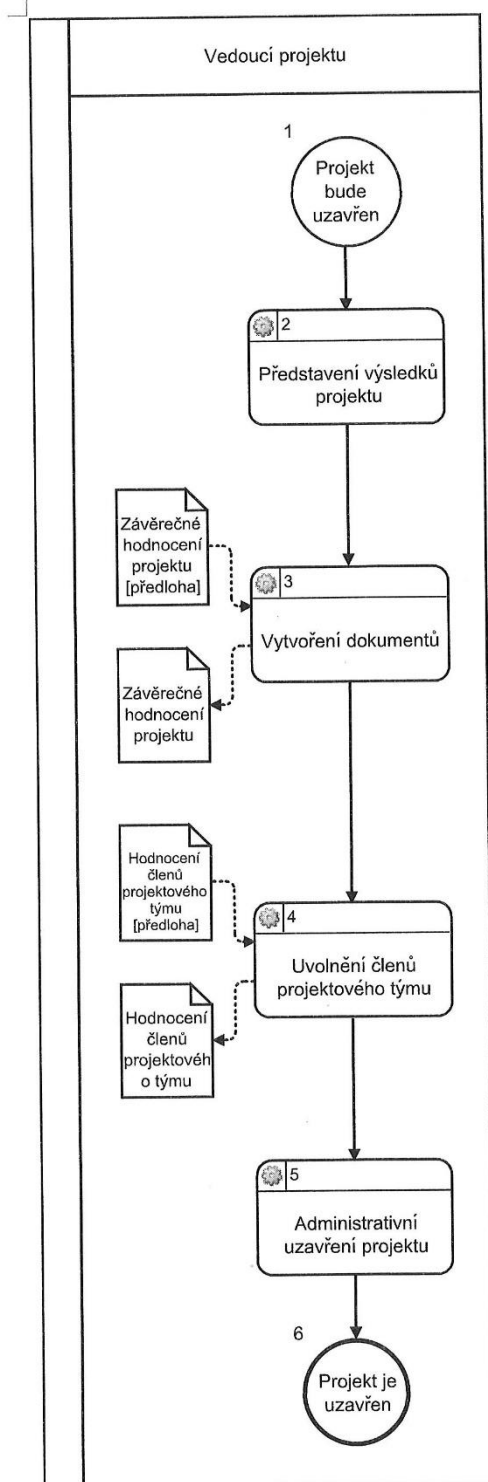 Vedoucí projektu
1
Projekt
bude
uzavřen
2
Představení výsledků
projektu
Závěrečné
hodnocení
projektu
[předloha]
3
Vytvoření dokumentů
Závěrečné
hodnocení
projektu
Hodnocení
členů
projektového
týmu
[předloha]
4
Uvolnění členů
projektového týmu
Hodnocení
členů
projektovéh
o týmu
5
Administrativní
uzavření projektu
6
Projekt je
uzavřen